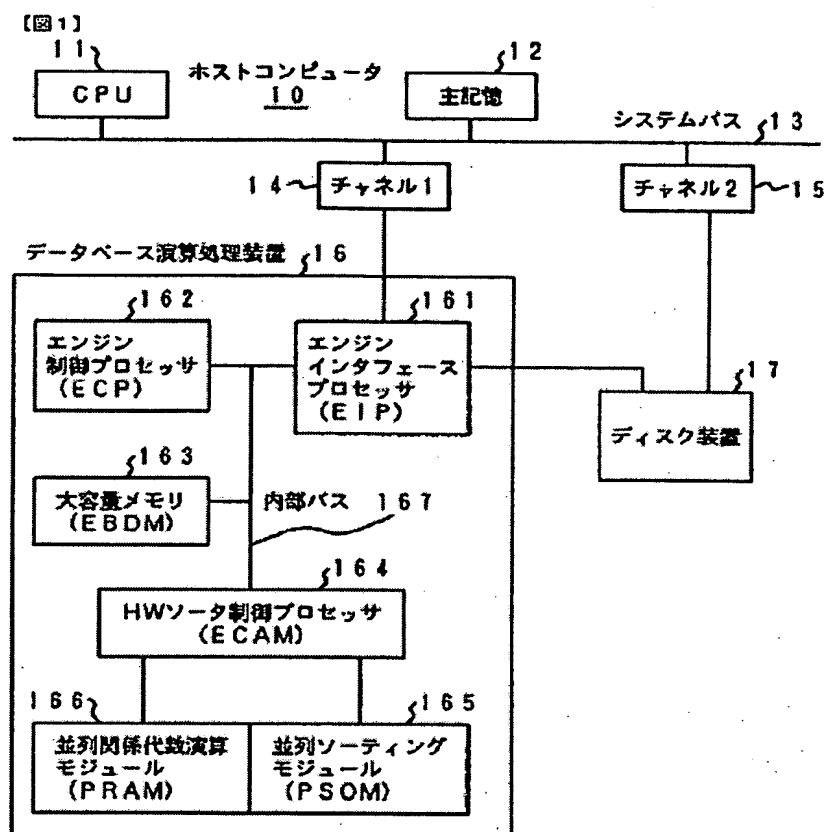 【図1】
11
CPU
ホストコンピュータ
10
12
主記憶
システムバス 13
14 チャネル1
チャネル2 15
データベース演算処理装置 16
162
エンジン
制御プロセッサ
(ECP)
161
エンジン
インタフェース
プロセッサ
(EIP)
17
ディスク装置
163
大容量メモリ
(EBDM)
内部バス 167
164
HWソータ制御プロセッサ
(ECAM)
166
並列関係代数演算
モジュール
(PRAM)
165
並列ソーティング
モジュール
(PSOM)